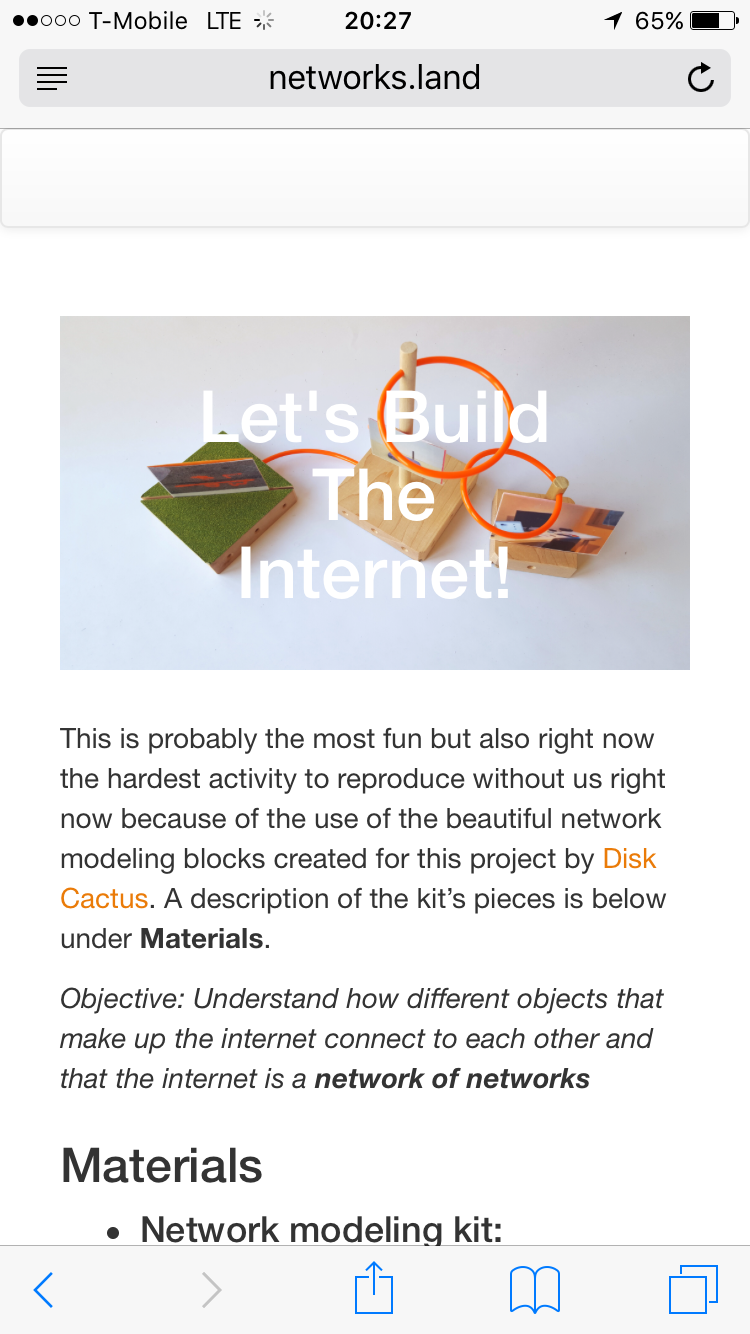 T-Mobile LTE 20:27 65%
networks.land
Let's Build
The
Internet!
This is probably the most fun but also right now
the hardest activity to reproduce without us right
now because of the use of the beautiful network
modeling blocks created for this project by Disk
Cactus. A description of the kit’s pieces is below
under Materials.
Objective: Understand how different objects that
make up the internet connect to each other and
that the internet is a network of networks
Materials
• Network modeling kit: